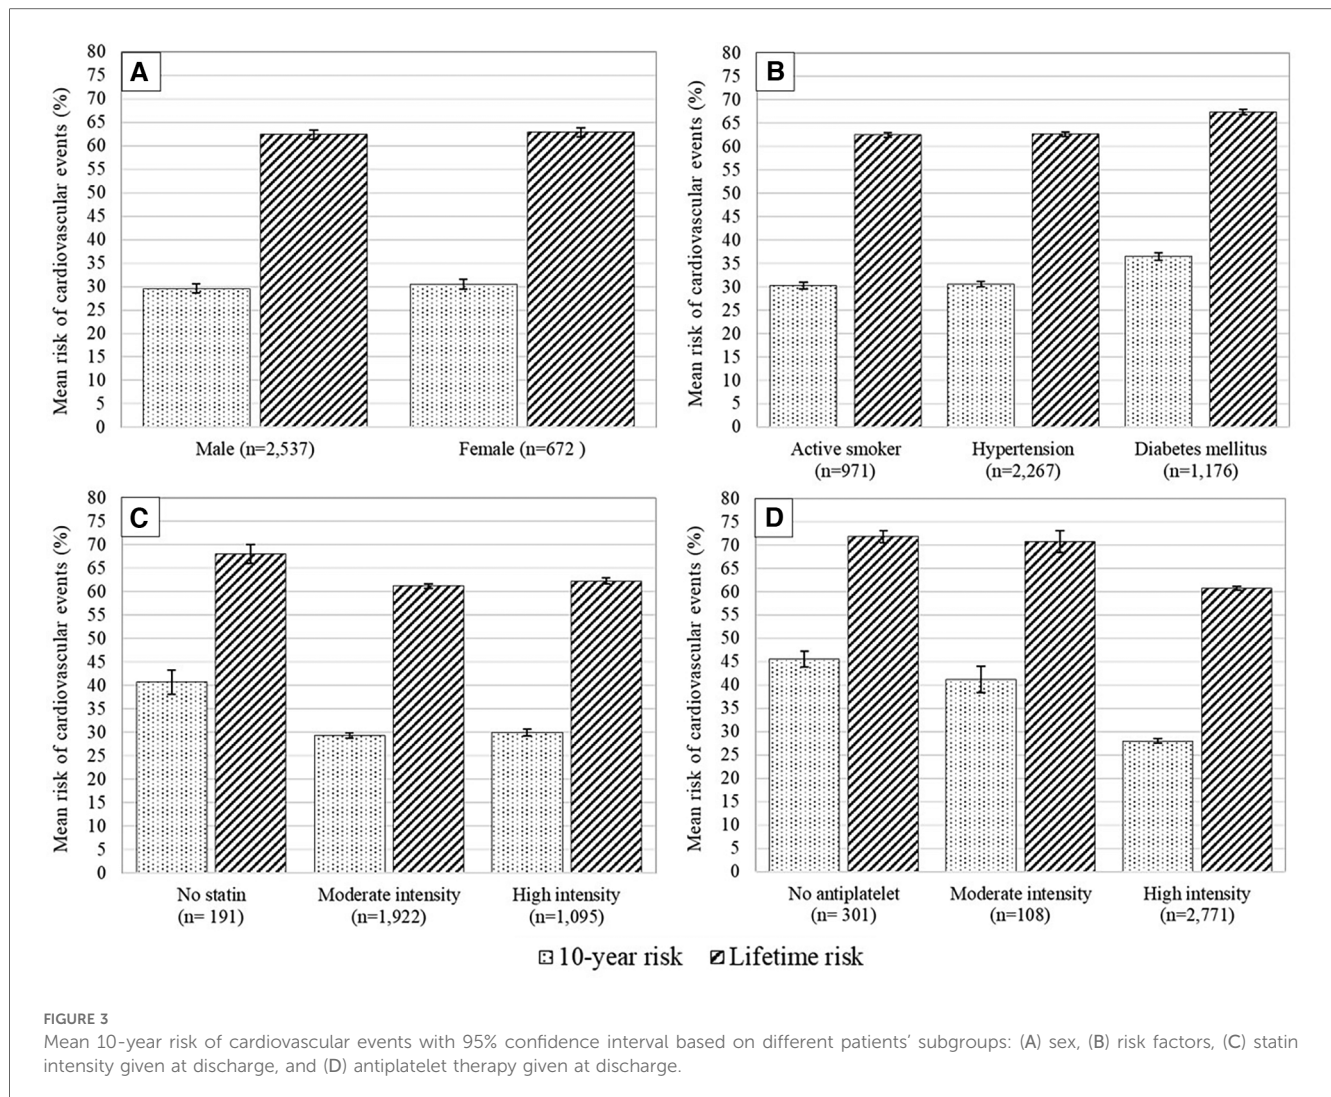 A
Mean risk of cardiovascular events (%)
80
75
70
65
60
55
50
45
40
35
30
25
20
15
10
5
0
Male (n=2,537)
Female (n=672 )
B
Mean risk of cardiovascular events (%)
80
75
70
65
60
55
50
45
40
35
30
25
20
15
10
5
0
Active smoker
(n=971)
Hypertension
(n=2,267)
Diabetes mellitus
(n=1,176)
C
Mean risk of cardiovascular events (%)
80
75
70
65
60
55
50
45
40
35
30
25
20
15
10
5
0
No statin
(n= 191)
Moderate intensity
(n=1,922)
High intensity
(n=1,095)
D
Mean risk of cardiovascular events (%)
80
75
70
65
60
55
50
45
40
35
30
25
20
15
10
5
0
No antiplatelet
(n= 301)
Moderate intensity
(n=108)
High intensity
(n=2,771)
10-year risk
Lifetime risk
FIGURE 3
Mean 10-year risk of cardiovascular events with 95% confidence interval based on different patients’ subgroups: (A) sex, (B) risk factors, (C) statin
intensity given at discharge, and (D) antiplatelet therapy given at discharge.